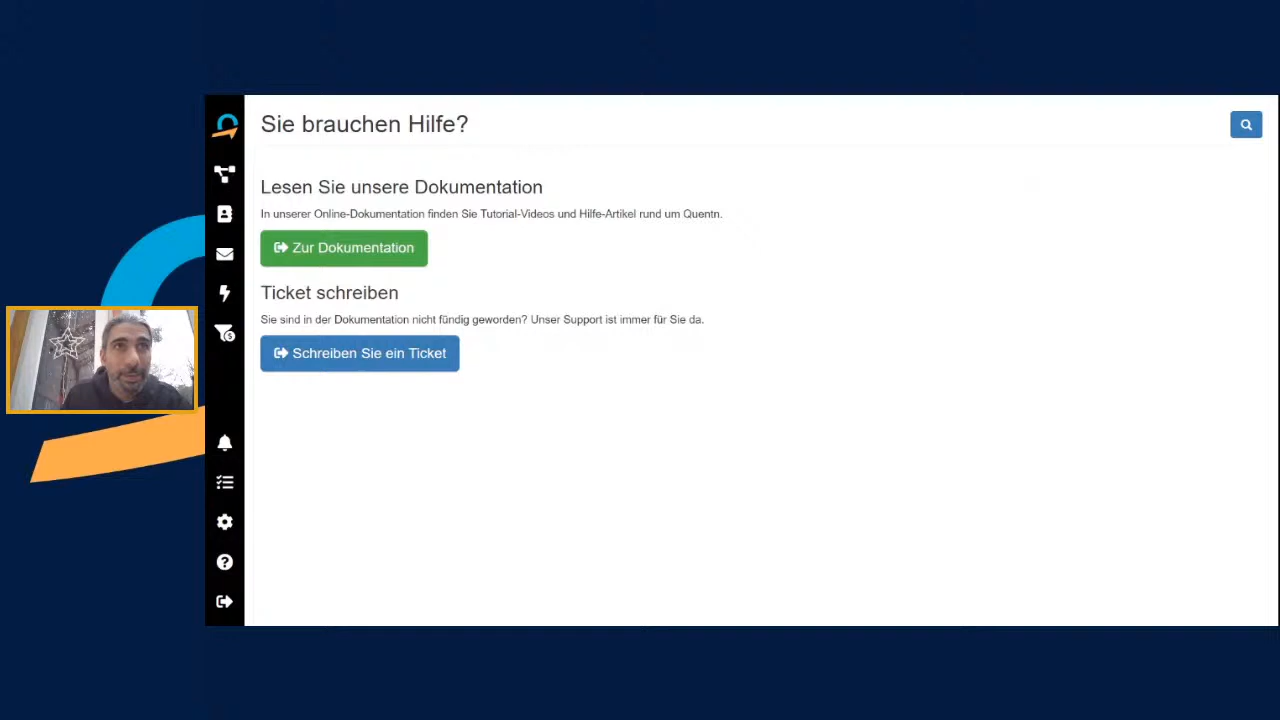 Sie brauchen Hilfe?
Lesen Sie unsere Dokumentation
In unserer Online-Dokumentation finden Sie Tutorial-Videos und Hilfe-Artikel rund um Quentn.
Zur Dokumentation
Ticket schreiben
Sie sind in der Dokumentation nicht fündig geworden? Unser Support ist immer für Sie da.
Schreiben Sie ein Ticket